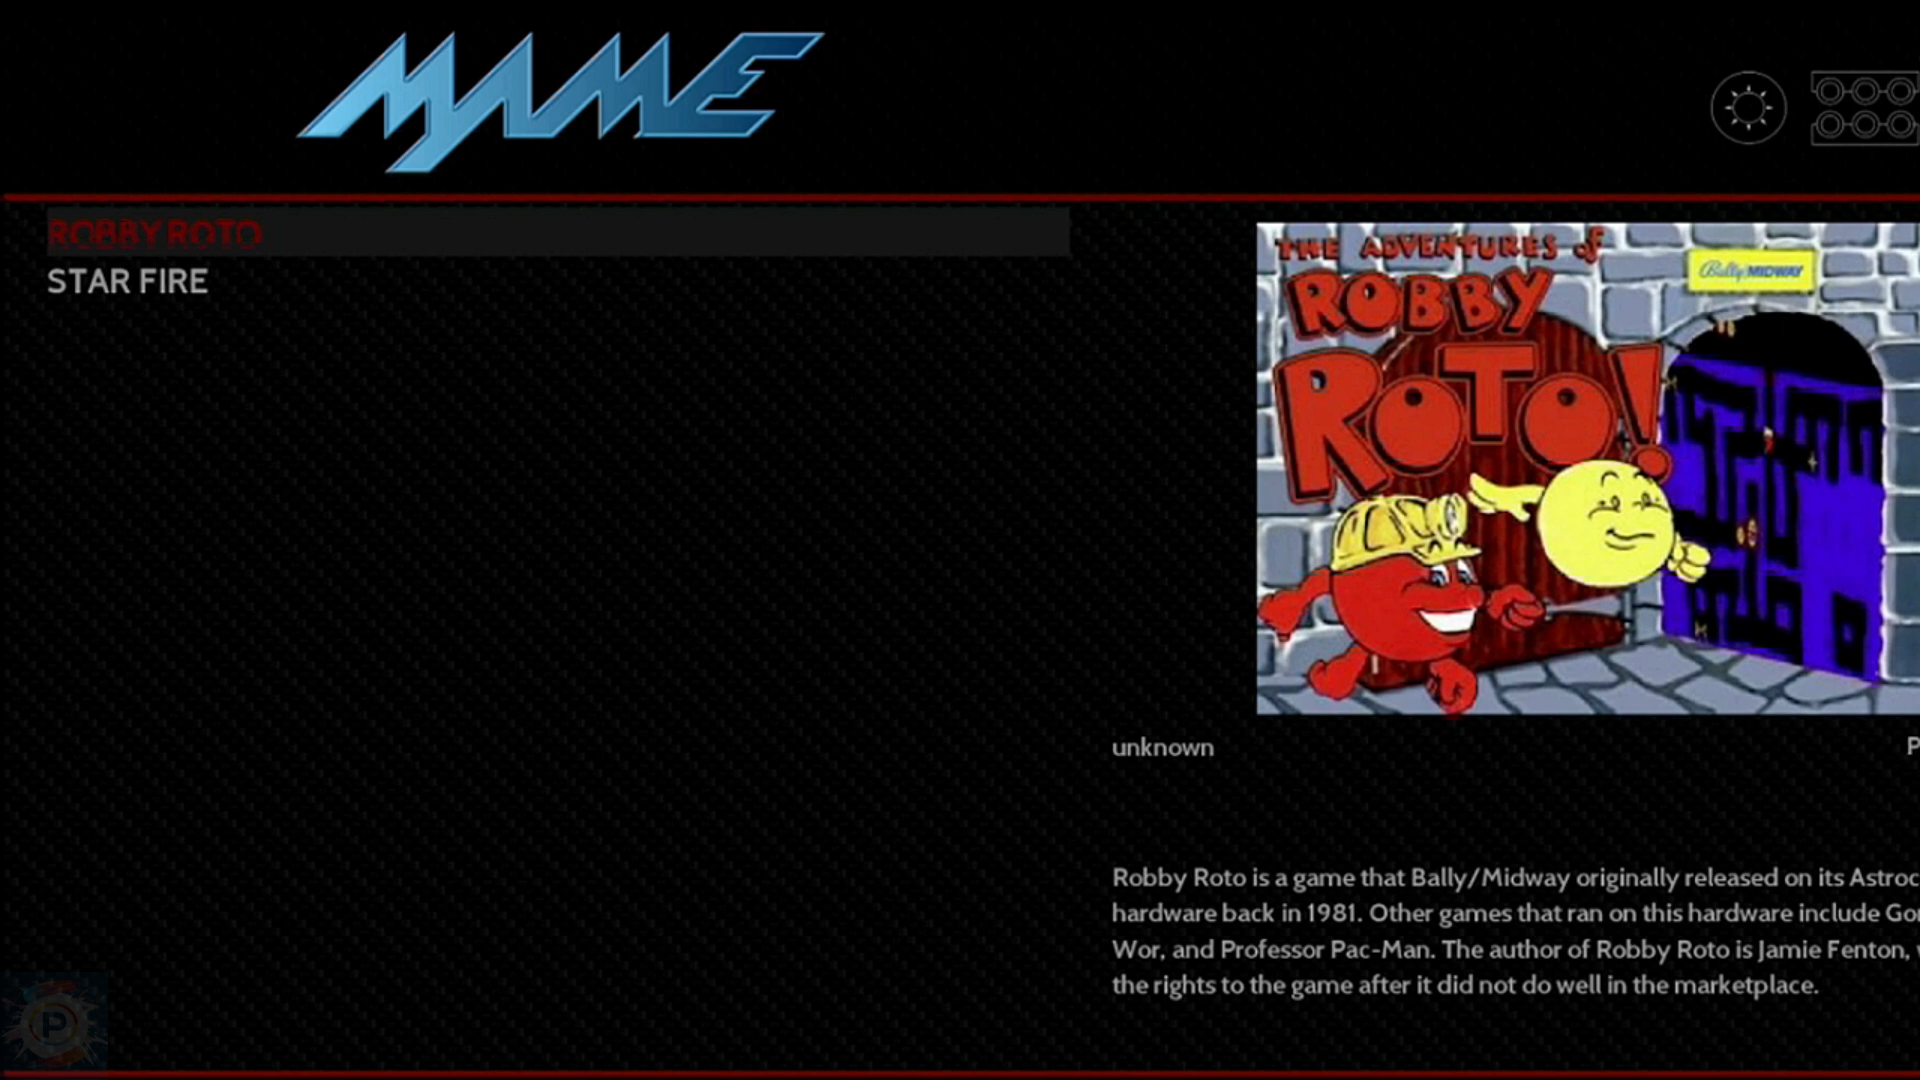 MAME
ROBBY ROTO
STAR FIRE
THE ADVENTURES of
ROBBY
ROTO!
Bally MIDWAY
unknown
P
Robby Roto is a game that Bally/Midway originally released on its Astroc
hardware back in 1981. Other games that ran on this hardware include Gor
Wor, and Professor Pac-Man. The author of Robby Roto is Jamie Fenton,
the rights to the game after it did not do well in the marketplace.
P